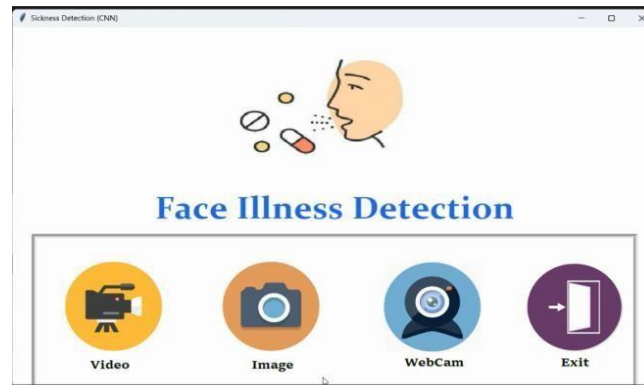 Sickness Detection (CNN)
Face Illness Detection
Video Image WebCam Exit